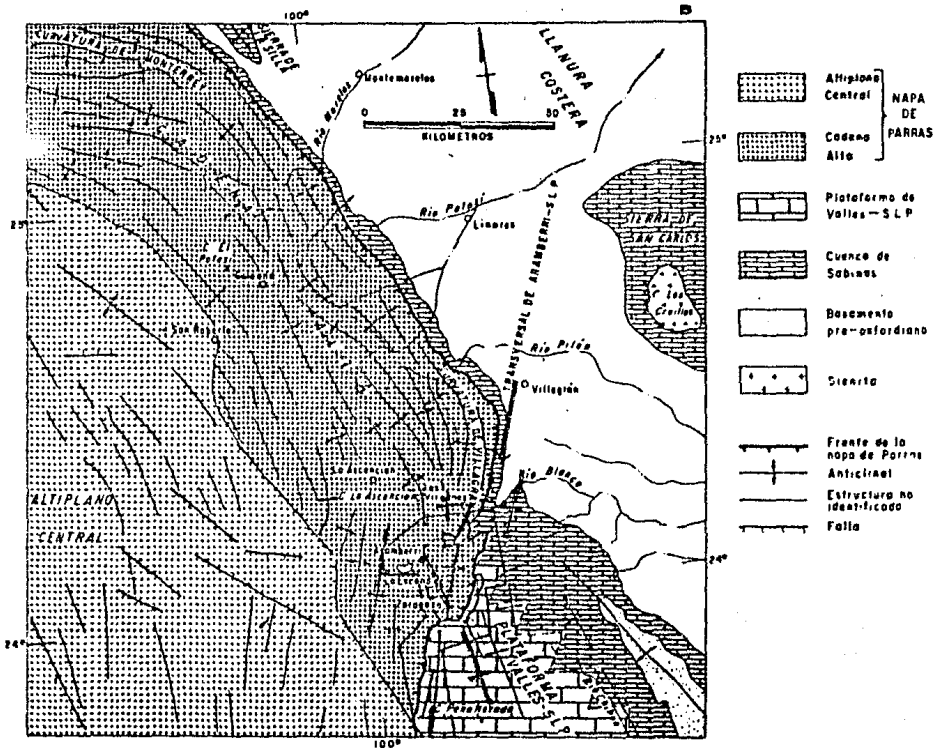 100°
B
CURVATURA DE MONTERREY
SIERRA DE
SILLA
Montemorelos
Río Morelos
LLANURA
COSTERA
0 25 50
KILOMETROS
25°
25°
Río Potosí
Linares
SIERRA DE
SAN CARLOS
TRANSVERSAL DE ARAMBERRI-S L P
C. El
Potosí
San Roberto
Río Pilón
Villagrán
La Ascención
C. La Ascención
Río Blanco
ALTIPLANO
CENTRAL
24°
24°
Aramberri
Zaragoza
PLATAFORMA
VALLES-S L P
C. Peña Nevada
100°
Altiplano
Central
Cadena
Alta
NAPA
DE
PARRAS
Plataforma de
Valles-S L P
Cuenca de
Sabinas
Basamento
pre-oxfordiano
Sienita
Frente de la
napa de Parras
Anticlinal
Estructura no
identificada
Falla